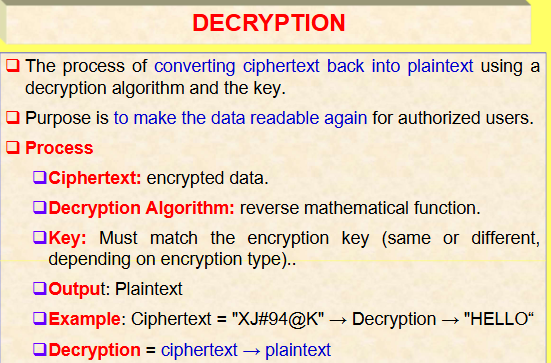 DECRYPTION
The process of converting ciphertext back into plaintext using a
decryption algorithm and the key.
Purpose is to make the data readable again for authorized users.
Process
Ciphertext: encrypted data.
Decryption Algorithm: reverse mathematical function.
Key: Must match the encryption key (same or different,
depending on encryption type)..
Output: Plaintext
Example: Ciphertext = "XJ#94@K" → Decryption → "HELLO“
Decryption = ciphertext → plaintext